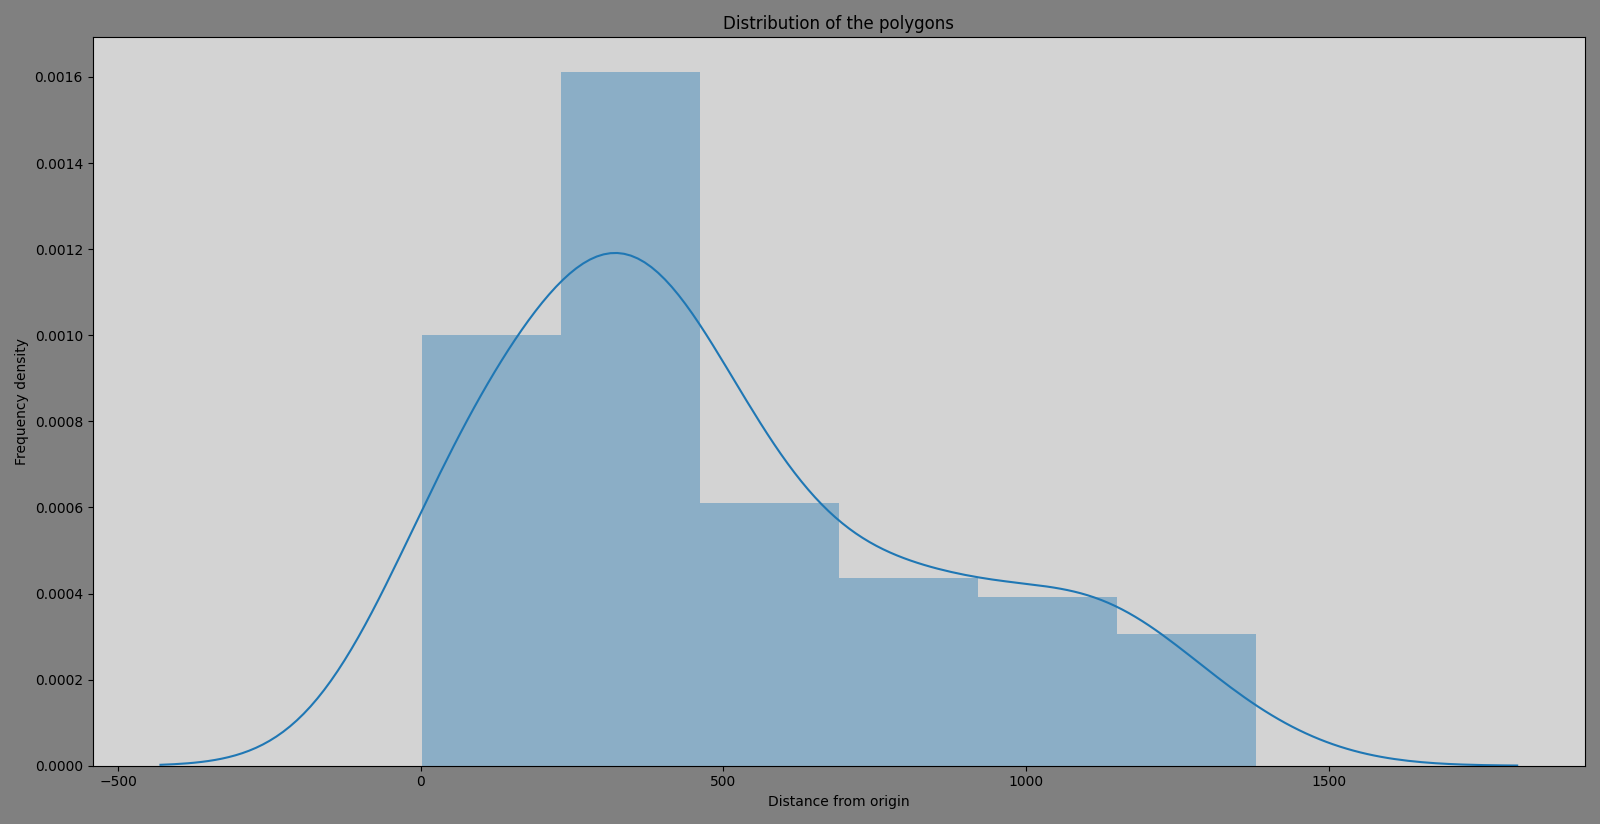 Distribution of the polygons
0.0016
0.0014
0.0012
0.0010
0.0008
0.0006
0.0004
0.0002
0.0000
Frequency density
−500 0 500 1000 1500
Distance from origin